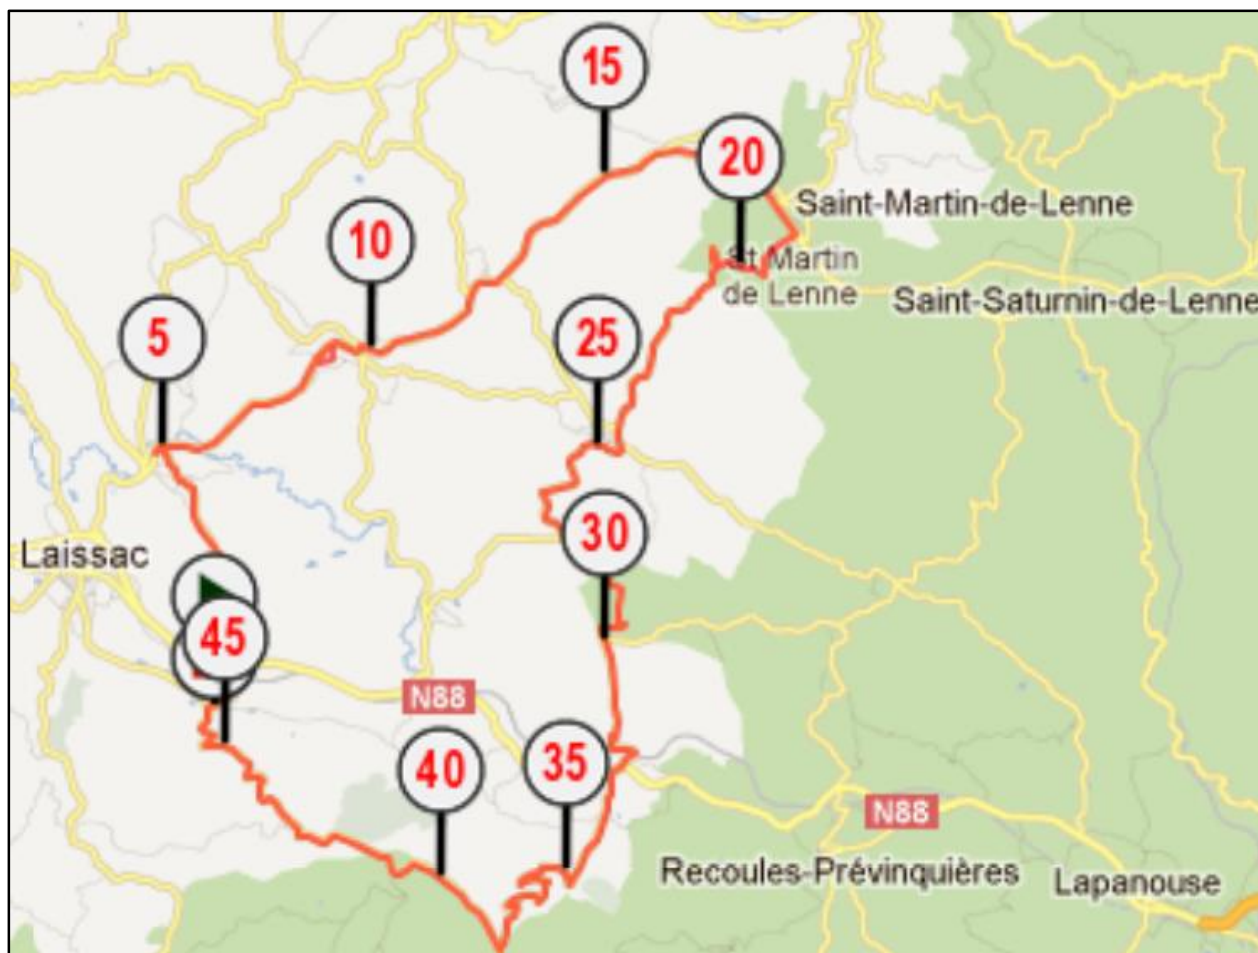 15
20
Saint-Martin-de-Lenne
10
St Martin
de Lenne
Saint-Saturnin-de-Lenne
5
25
30
Laissac
45
N88
40
35
N88
Recoules-Prévinquières
Lapanouse